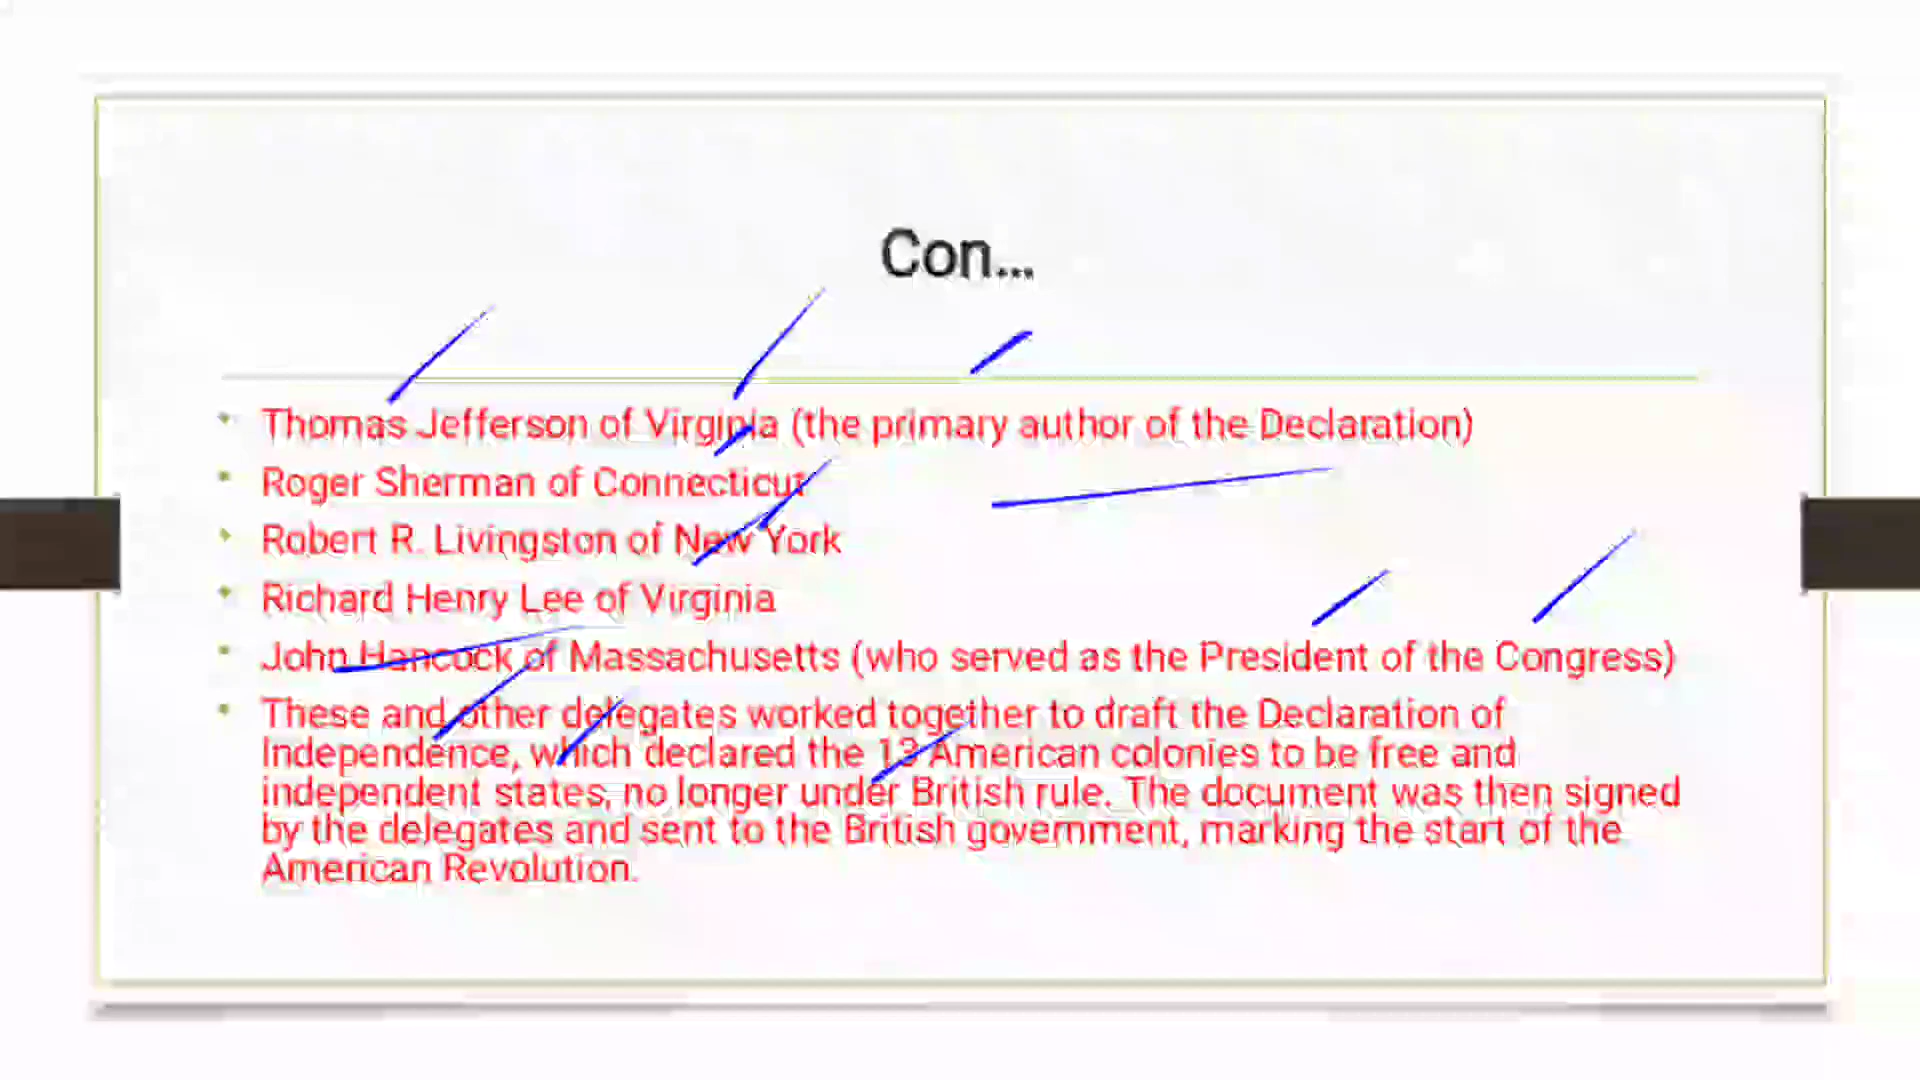 Con...
Thomas Jefferson of Virginia (the primary author of the Declaration)
Roger Sherman of Connecticut
Robert R. Livingston of New York
Richard Henry Lee of Virginia
John Hancock of Massachusetts (who served as the President of the Congress)
These and other delegates worked together to draft the Declaration of
Independence, which declared the 13 American colonies to be free and
independent states, no longer under British rule. The document was then signed
by the delegates and sent to the British government, marking the start of the
American Revolution.